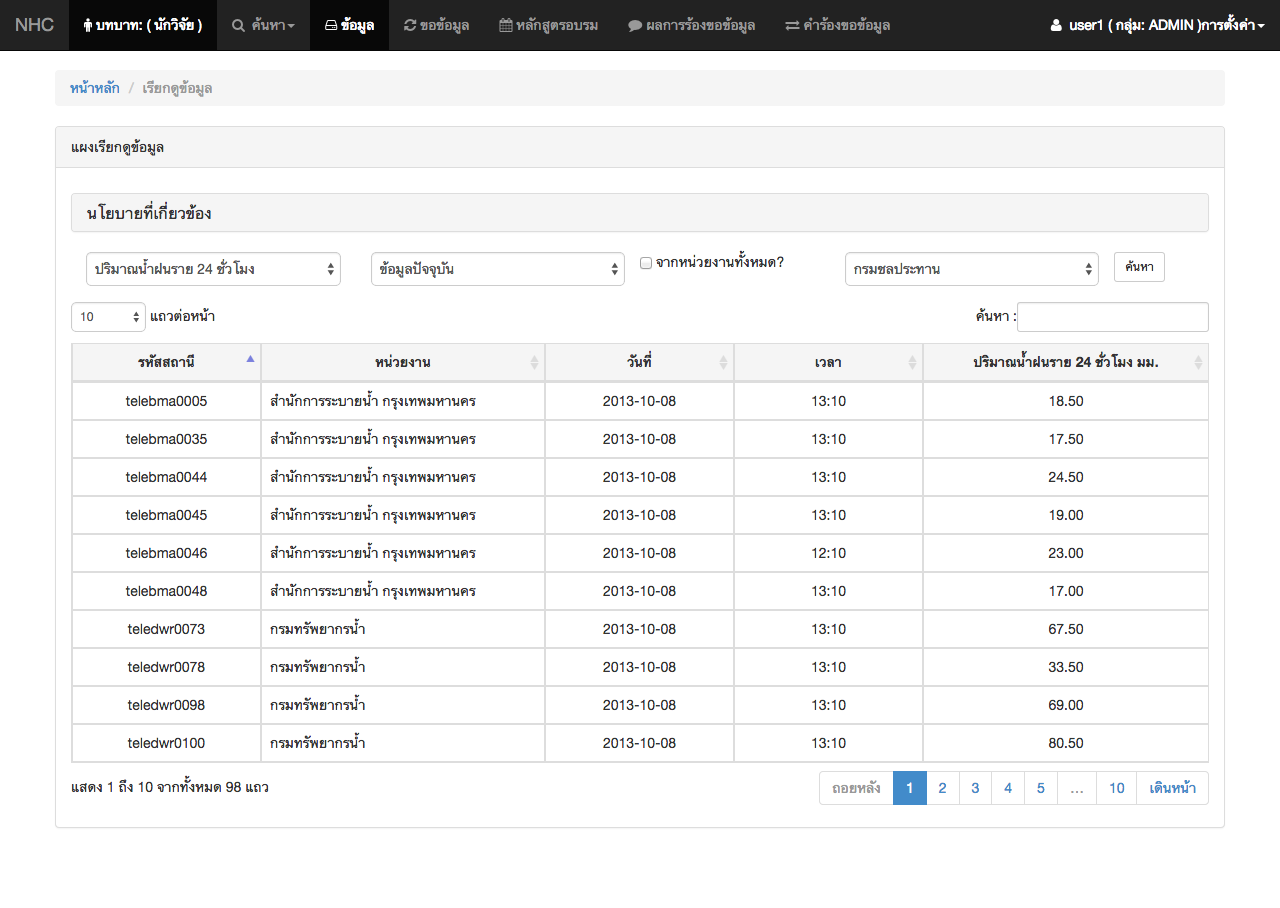 NHC บทบาท: ( นักวิจัย ) ค้นหา ข้อมูล ขอข้อมูล หลักสูตรอบรม ผลการร้องขอข้อมูล คำร้องขอข้อมูล user1 ( กลุ่ม: ADMIN )การตั้งค่า
หน้าหลัก / เรียกดูข้อมูล
แผงเรียกดูข้อมูล
นโยบายที่เกี่ยวข้อง
ปริมาณน้ำฝนราย 24 ชั่วโมง ข้อมูลปัจจุบัน จากหน่วยงานทั้งหมด? กรมชลประทาน ค้นหา
10 แถวต่อหน้า ค้นหา :
รหัสสถานี หน่วยงาน วันที่ เวลา ปริมาณน้ำฝนราย 24 ชั่วโมง มม.
telebma0005 สำนักการระบายน้ำ กรุงเทพมหานคร 2013-10-08 13:10 18.50
telebma0035 สำนักการระบายน้ำ กรุงเทพมหานคร 2013-10-08 13:10 17.50
telebma0044 สำนักการระบายน้ำ กรุงเทพมหานคร 2013-10-08 13:10 24.50
telebma0045 สำนักการระบายน้ำ กรุงเทพมหานคร 2013-10-08 13:10 19.00
telebma0046 สำนักการระบายน้ำ กรุงเทพมหานคร 2013-10-08 12:10 23.00
telebma0048 สำนักการระบายน้ำ กรุงเทพมหานคร 2013-10-08 13:10 17.00
teledwr0073 กรมทรัพยากรน้ำ 2013-10-08 13:10 67.50
teledwr0078 กรมทรัพยากรน้ำ 2013-10-08 13:10 33.50
teledwr0098 กรมทรัพยากรน้ำ 2013-10-08 13:10 69.00
teledwr0100 กรมทรัพยากรน้ำ 2013-10-08 13:10 80.50
แสดง 1 ถึง 10 จากทั้งหมด 98 แถว ถอยหลัง 1 2 3 4 5 ... 10 เดินหน้า